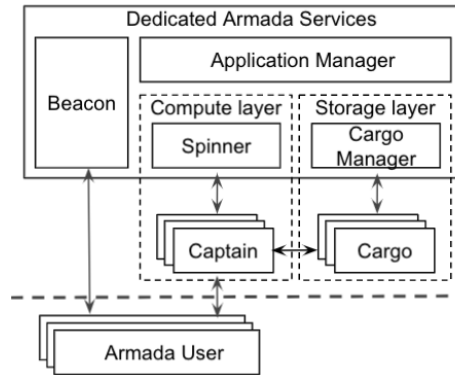 Dedicated Armada Services
Beacon
Application Manager
Compute layer
Storage layer
Spinner
Cargo
Manager
Captain
Cargo
Armada User